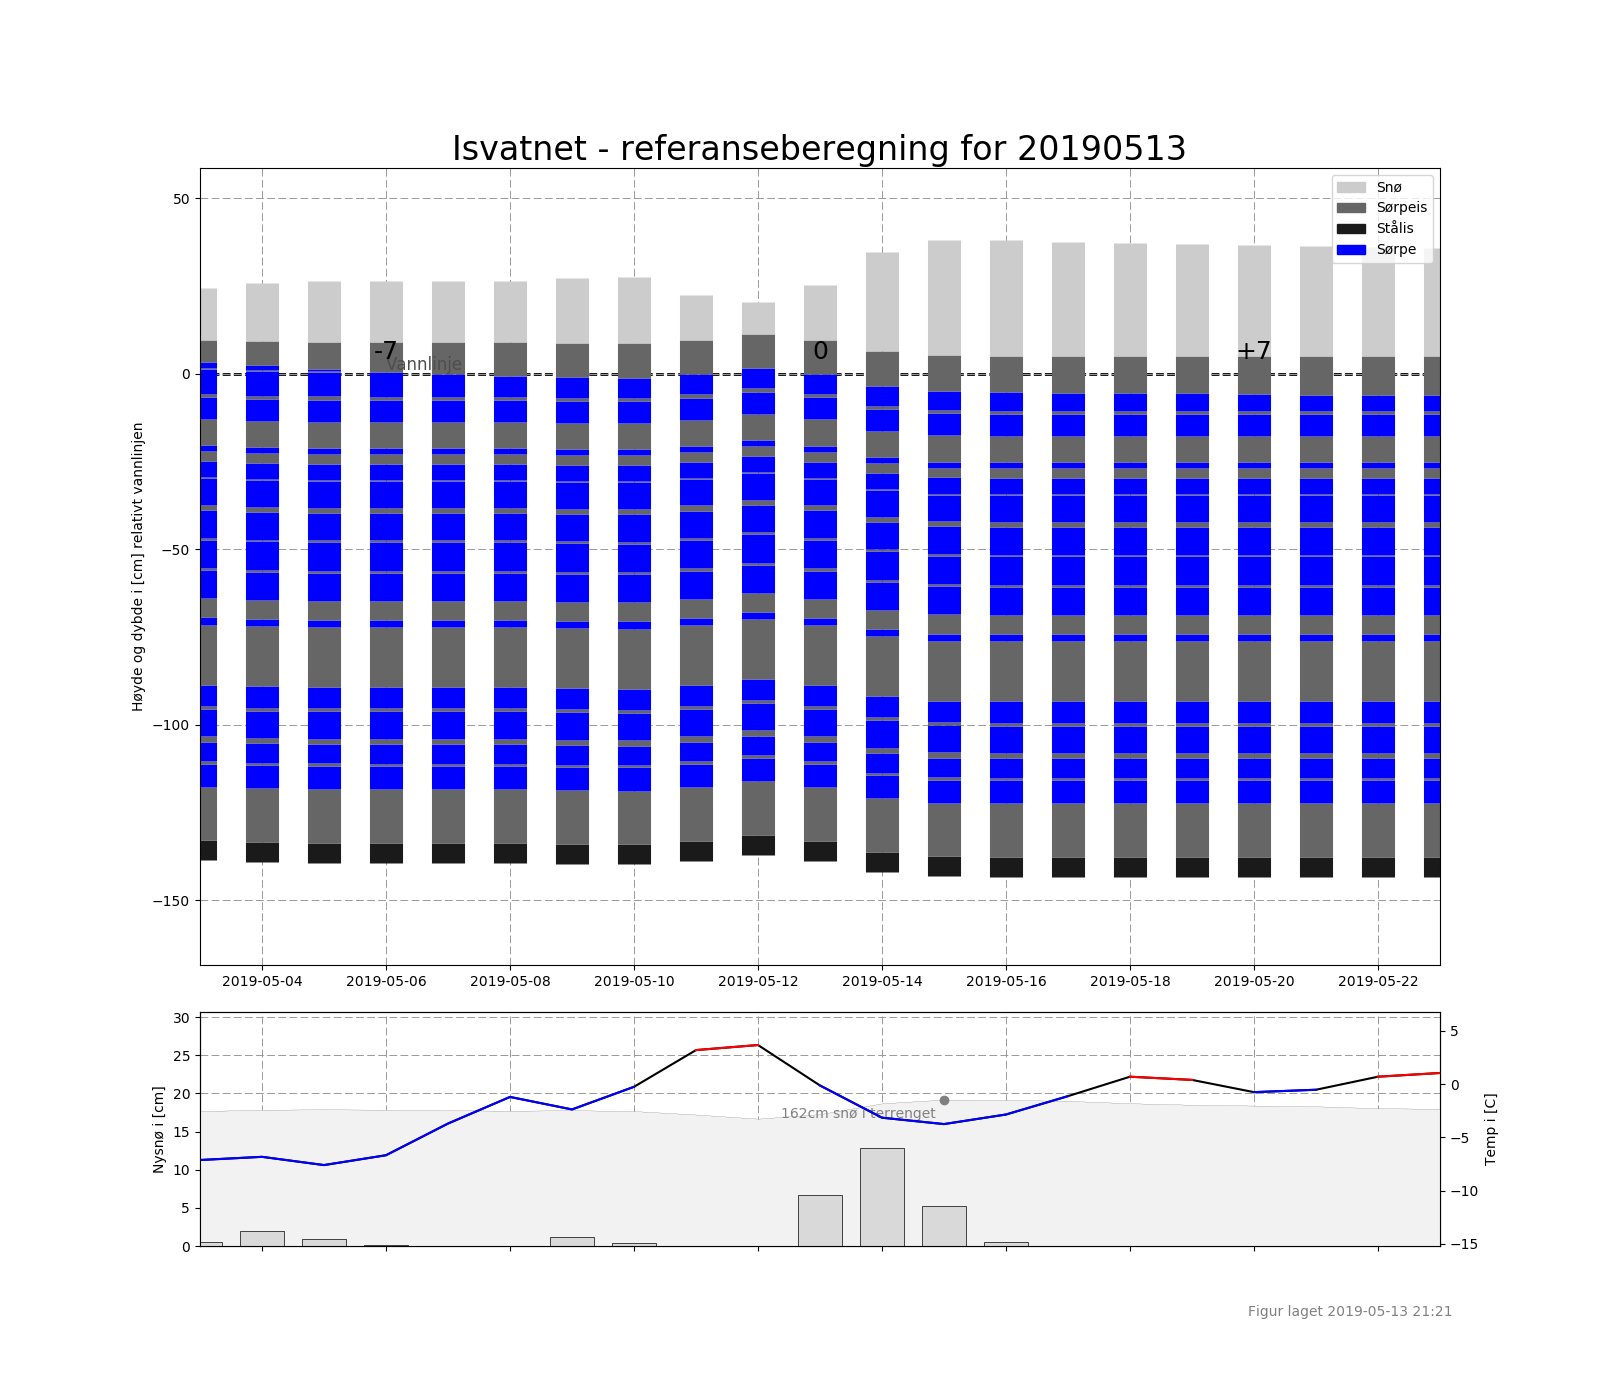 Isvatnet - referanseberegning for 20190513
Høyde og dybde i [cm] relativt vannlinjen
50
0
−50
−100
−150
Snø
Sørpeis
Stålis
Sørpe
-7
0
+7
Vannlinje
2019-05-04 2019-05-06 2019-05-08 2019-05-10 2019-05-12 2019-05-14 2019-05-16 2019-05-18 2019-05-20 2019-05-22
Nysnø i [cm]
30
25
20
15
10
5
0
162cm snø i terrenget
5
0
−5
−10
−15
Temp i [C]
Figur laget 2019-05-13 21:21